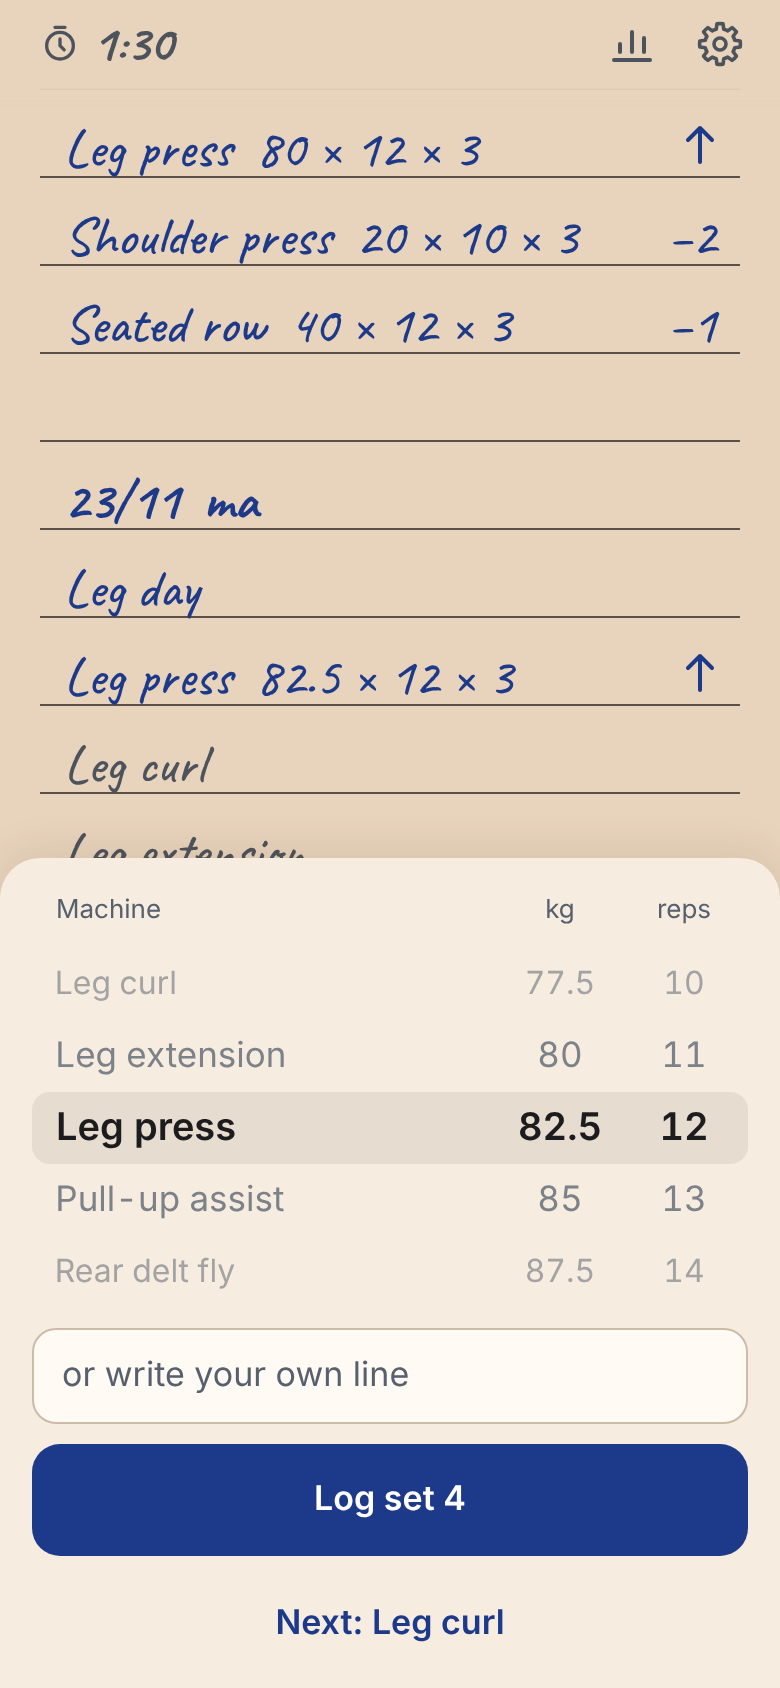 1:30
Leg press 80 × 12 × 3 ↑
Shoulder press 20 × 10 × 3 –2
Seated row 40 × 12 × 3 –1
23/11 ma
Leg day
Leg press 82.5 × 12 × 3 ↑
Leg curl
Leg extension
Machine kg reps
Leg curl 77.5 10
Leg extension 80 11
Leg press 82.5 12
Pull-up assist 85 13
Rear delt fly 87.5 14
or write your own line
Log set 4
Next: Leg curl